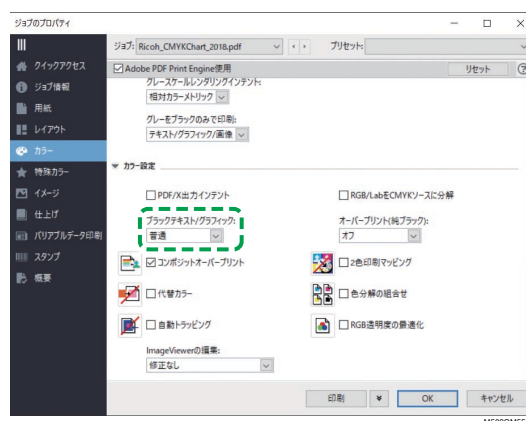 ジョブのプロパティ
ジョブ: Ricoh_CMYKChart_2018.pdf
プリセット:
クイックアクセス
ジョブ情報
用紙
レイアウト
カラー
特殊カラー
イメージ
仕上げ
バリアブルデータ印刷
スタンプ
概要
Adobe PDF Print Engine使用
リセット
グレースケールレンダリングインテント:
相対カラーメトリック
グレーをブラックのみで印刷:
テキスト/グラフィック/画像
カラー設定
PDF/X出力インテント
RGB/LabをCMYKソースに分解
ブラックテキスト/グラフィック:
オーバープリント(純ブラック):
普通
オフ
コンポジットオーバープリント
2色印刷マッピング
代替カラー
色分解の組合せ
自動トラッピング
RGB透明度の最適化
ImageViewerの編集:
修正なし
印刷
OK
キャンセル